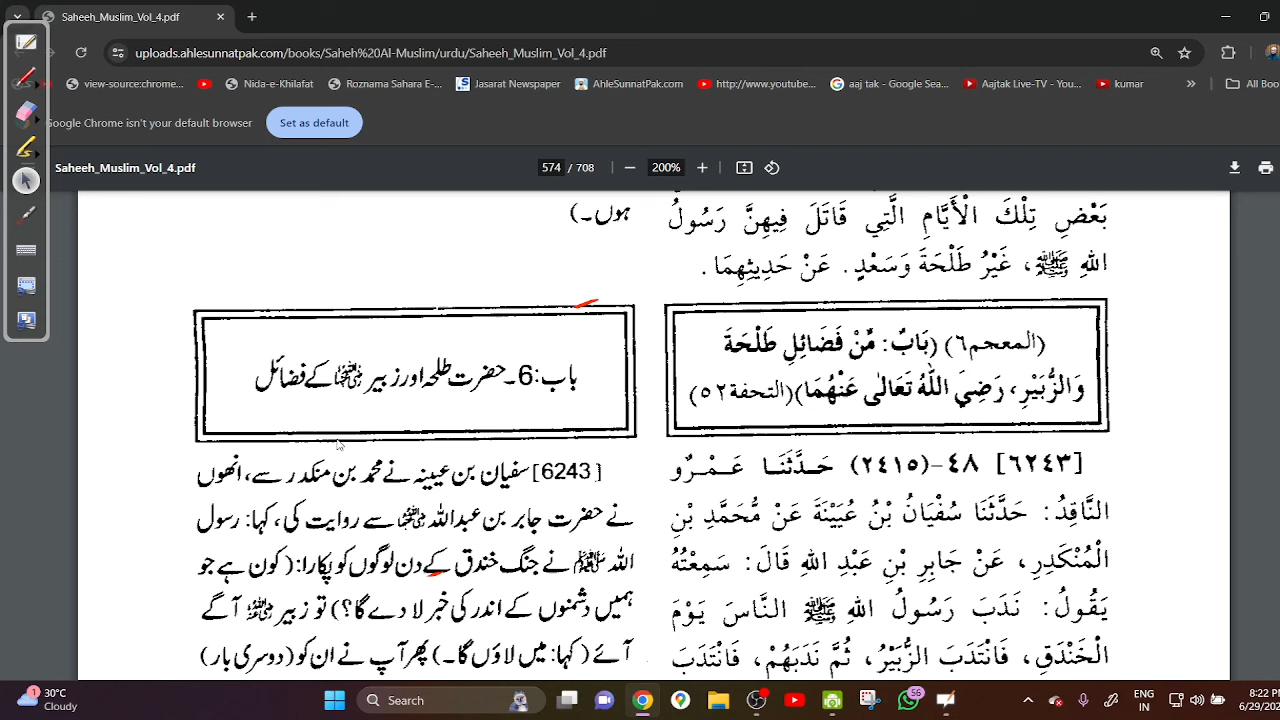 Saheeh_Muslim_Vol_4.pdf
uploads.ahlesunnatpak.com/books/Saheh%20Al-Muslim/urdu/Saheeh_Muslim_Vol_4.pdf
view-source:chrome... Nida-e-Khilafat Roznama Sahara E... Jasarat Newspaper AhleSunnatPak.com http://www.youtube... aaj tak - Google Sea... Aajtak Live-TV - Yo... kumar » All Boo
Google Chrome isn't your default browser Set as default
Saheeh_Muslim_Vol_4.pdf 574 / 708 200%
بَعْضِ تِلْكَ الْأَيَّامِ الَّتِي قَاتَلَ فِيهِنَّ رَسُولُ
اللهِ ﷺ، غَيْرُ طَلْحَةَ وَسَعْدٍ. عَنْ حَدِيثِهِمَا.
ہوں۔)
(المعجم٦) (بَابٌ: مِّنْ فَضَائِلِ طَلْحَةَ
وَالزُّبَيْرِ، رَضِيَ اللهُ تَعَالٰى عَنْهُمَا)(التحفة٥٢)
باب:6۔حضرت طلحہ اور زبیر رضی اللہ عنہما کے فضائل
[٦٢٤٣] ٤٨-(٢٤١٥) حَدَّثَنَا عَمْرٌو
النَّاقِدُ: حَدَّثَنَا سُفْيَانُ بْنُ عُيَيْنَةَ عَنْ مُّحَمَّدِ بْنِ
الْمُنْكَدِرِ، عَنْ جَابِرِ بْنِ عَبْدِ اللهِ قَالَ: سَمِعْتُهُ
يَقُولُ: نَدَبَ رَسُولُ اللهِ ﷺ النَّاسَ يَوْمَ
الْخَنْدَقِ، فَانْتَدَبَ الزُّبَيْرُ، ثُمَّ نَدَبَهُمْ، فَانْتَدَبَ
[6243] سفیان بن عیینہ نے محمد بن منکدر سے، انھوں
نے حضرت جابر بن عبداللہ رضی اللہ عنہما سے روایت کی، کہا: رسول
اللہ ﷺ نے جنگ خندق کے دن لوگوں کو پکارا: (کون ہے جو
ہمیں دشمنوں کے اندر کی خبر لا دے گا؟) تو زبیر رضی اللہ عنہ آگے
آئے (کہا: میں لاؤں گا۔) پھر آپ نے ان کو (دوسری بار)
1 30°C
Cloudy
Search
56
ENG
IN
8:22 PM
6/29/202